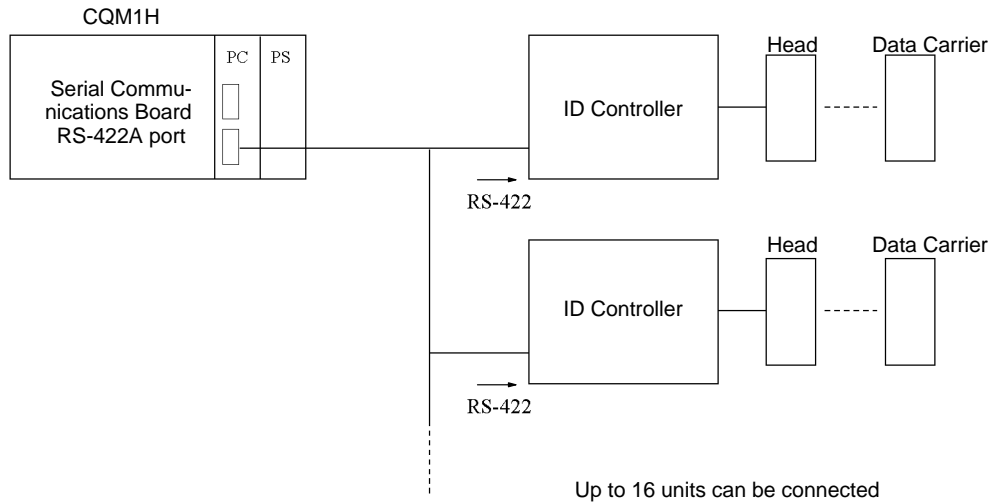 CQM1H
PC PS
Serial Commu-
nications Board
RS-422A port
Head Data Carrier
ID Controller
RS-422
Head Data Carrier
ID Controller
RS-422
Up to 16 units can be connected